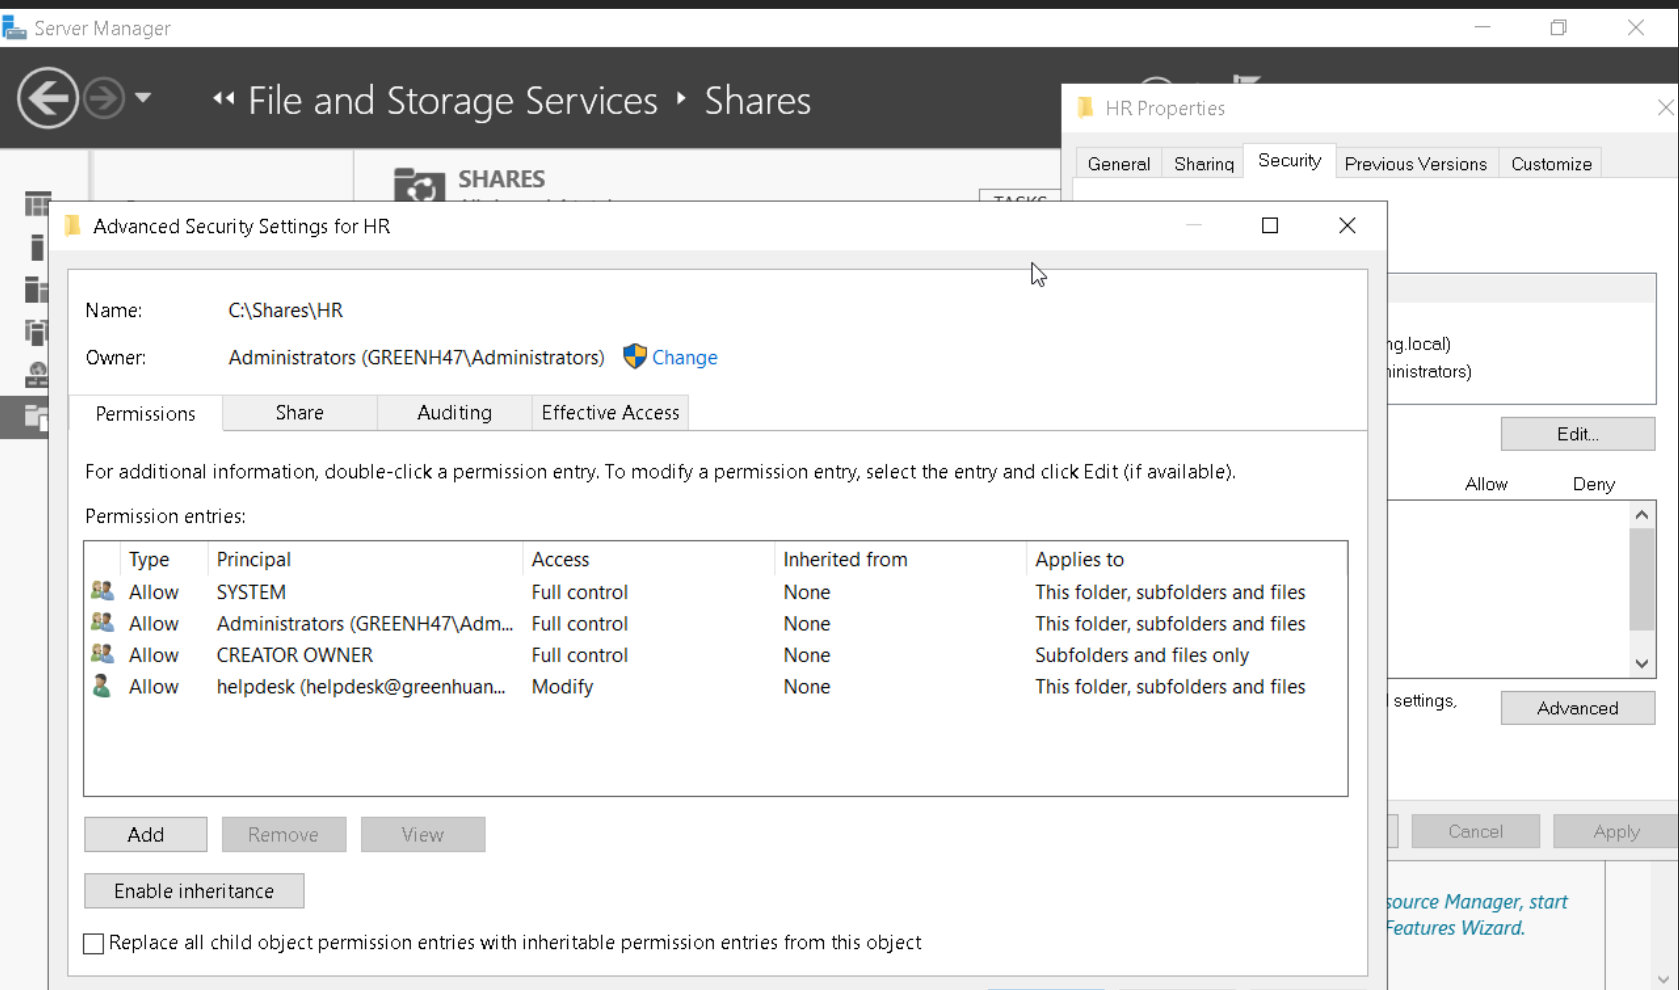 Server Manager
File and Storage Services Shares
HR Properties
General Sharing Security Previous Versions Customize
SHARES
TASKS
Advanced Security Settings for HR
Name: C:\Shares\HR
Owner: Administrators (GREENH47\Administrators) Change
ng.local)
inistrators)
Permissions Share Auditing Effective Access
Edit...
For additional information, double-click a permission entry. To modify a permission entry, select the entry and click Edit (if available).
Allow Deny
Permission entries:
Type Principal Access Inherited from Applies to
Allow SYSTEM Full control None This folder, subfolders and files
Allow Administrators (GREENH47\Adm... Full control None This folder, subfolders and files
Allow CREATOR OWNER Full control None Subfolders and files only
Allow helpdesk (helpdesk@greenhuan... Modify None This folder, subfolders and files
settings,
Advanced
Add Remove View
Cancel Apply
Enable inheritance
source Manager, start
Features Wizard.
Replace all child object permission entries with inheritable permission entries from this object